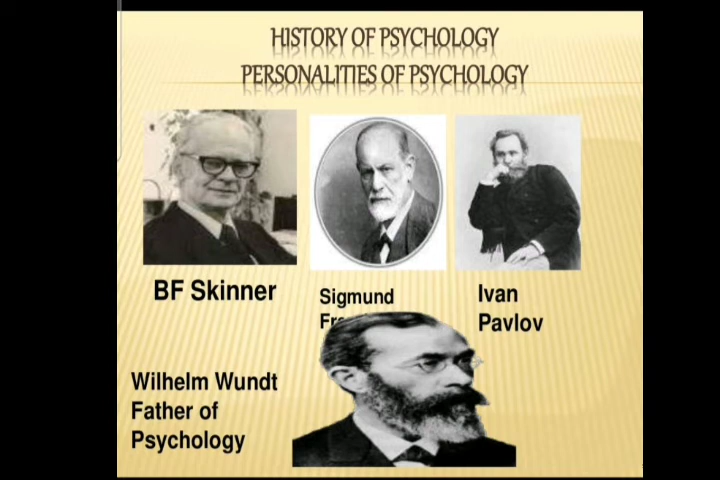 HISTORY OF PSYCHOLOGY
PERSONALITIES OF PSYCHOLOGY
BF Skinner
Sigmund
Ivan
Pavlov
Wilhelm Wundt
Father of
Psychology